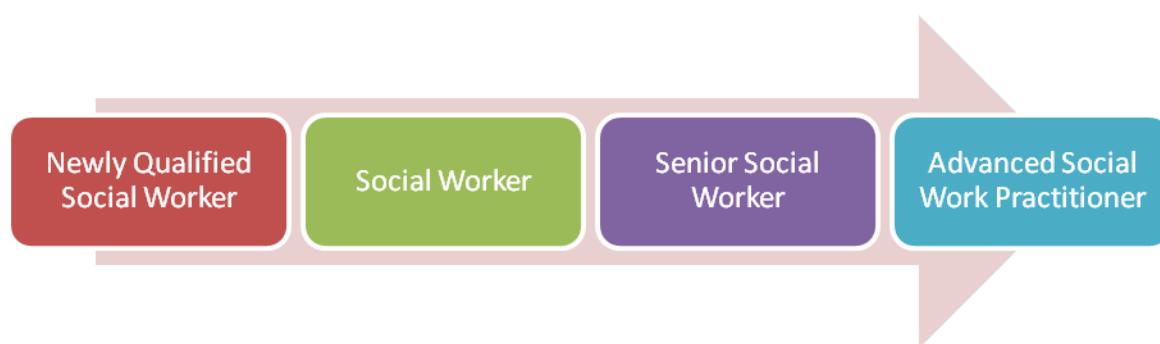 Newly Qualified
Social Worker
Social Worker
Senior Social
Worker
Advanced Social
Work Practitioner